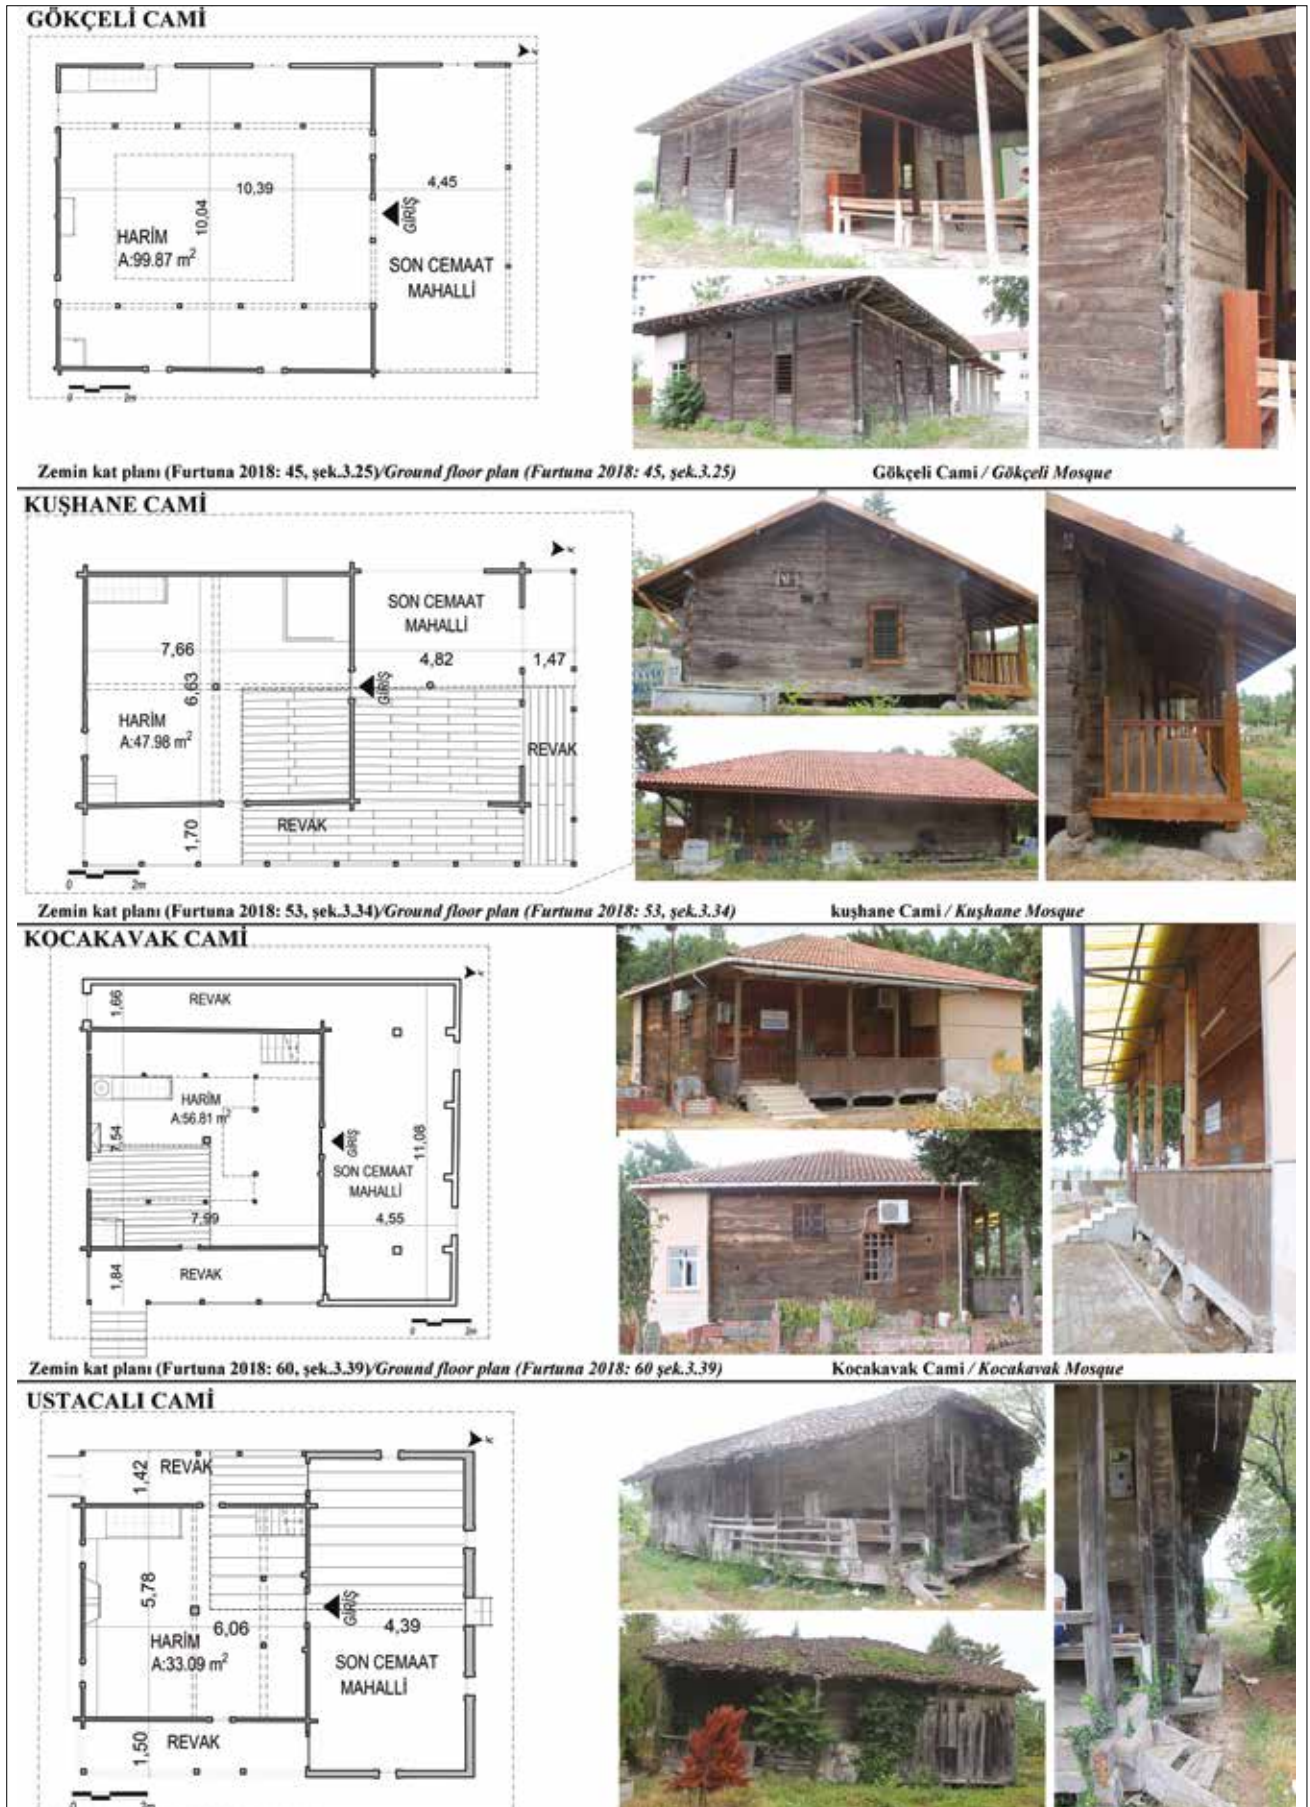 GÖKÇELİ CAMİ
K
10,39
4,45
10,04
GİRİŞ
HARİM
A:99.87 m²
SON CEMAAT
MAHALLİ
0 2m
Zemin kat planı (Furtuna 2018: 45, şek.3.25)/Ground floor plan (Furtuna 2018: 45, şek.3.25)
Gökçeli Cami / Gökçeli Mosque
KUŞHANE CAMİ
K
SON CEMAAT
MAHALLİ
7,66
4,82
1,47
6,63
GİRİŞ
HARİM
A:47.98 m²
REVAK
REVAK
1,70
0 2m
Zemin kat planı (Furtuna 2018: 53, şek.3.34)/Ground floor plan (Furtuna 2018: 53, şek.3.34)
kuşhane Cami / Kuşhane Mosque
KOCAKAVAK CAMİ
K
1,66
REVAK
HARİM
A:56.81 m²
7,54
GİRİŞ
11,08
SON CEMAAT
MAHALLİ
7,99
4,55
1,84
REVAK
0 2m
Zemin kat planı (Furtuna 2018: 60, şek.3.39)/Ground floor plan (Furtuna 2018: 60 şek.3.39)
Kocakavak Cami / Kocakavak Mosque
USTACALI CAMİ
K
1,42
REVAK
5,78
GİRİŞ
6,06
4,39
HARİM
A:33.09 m²
SON CEMAAT
MAHALLİ
1,50
REVAK